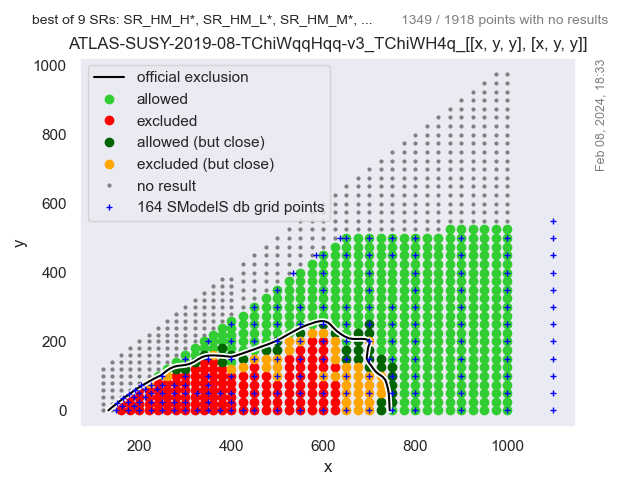 best of 9 SRs: SR_HM_H*, SR_HM_L*, SR_HM_M*, ...
1349 / 1918 points with no results
ATLAS-SUSY-2019-08-TChiWqqHqq-v3_TChiWH4q_[[x, y, y], [x, y, y]]
official exclusion
allowed
excluded
allowed (but close)
excluded (but close)
no result
164 SModelS db grid points
Feb 08, 2024, 18:33
y
1000
800
600
400
200
0
200
400
600
800
1000
x